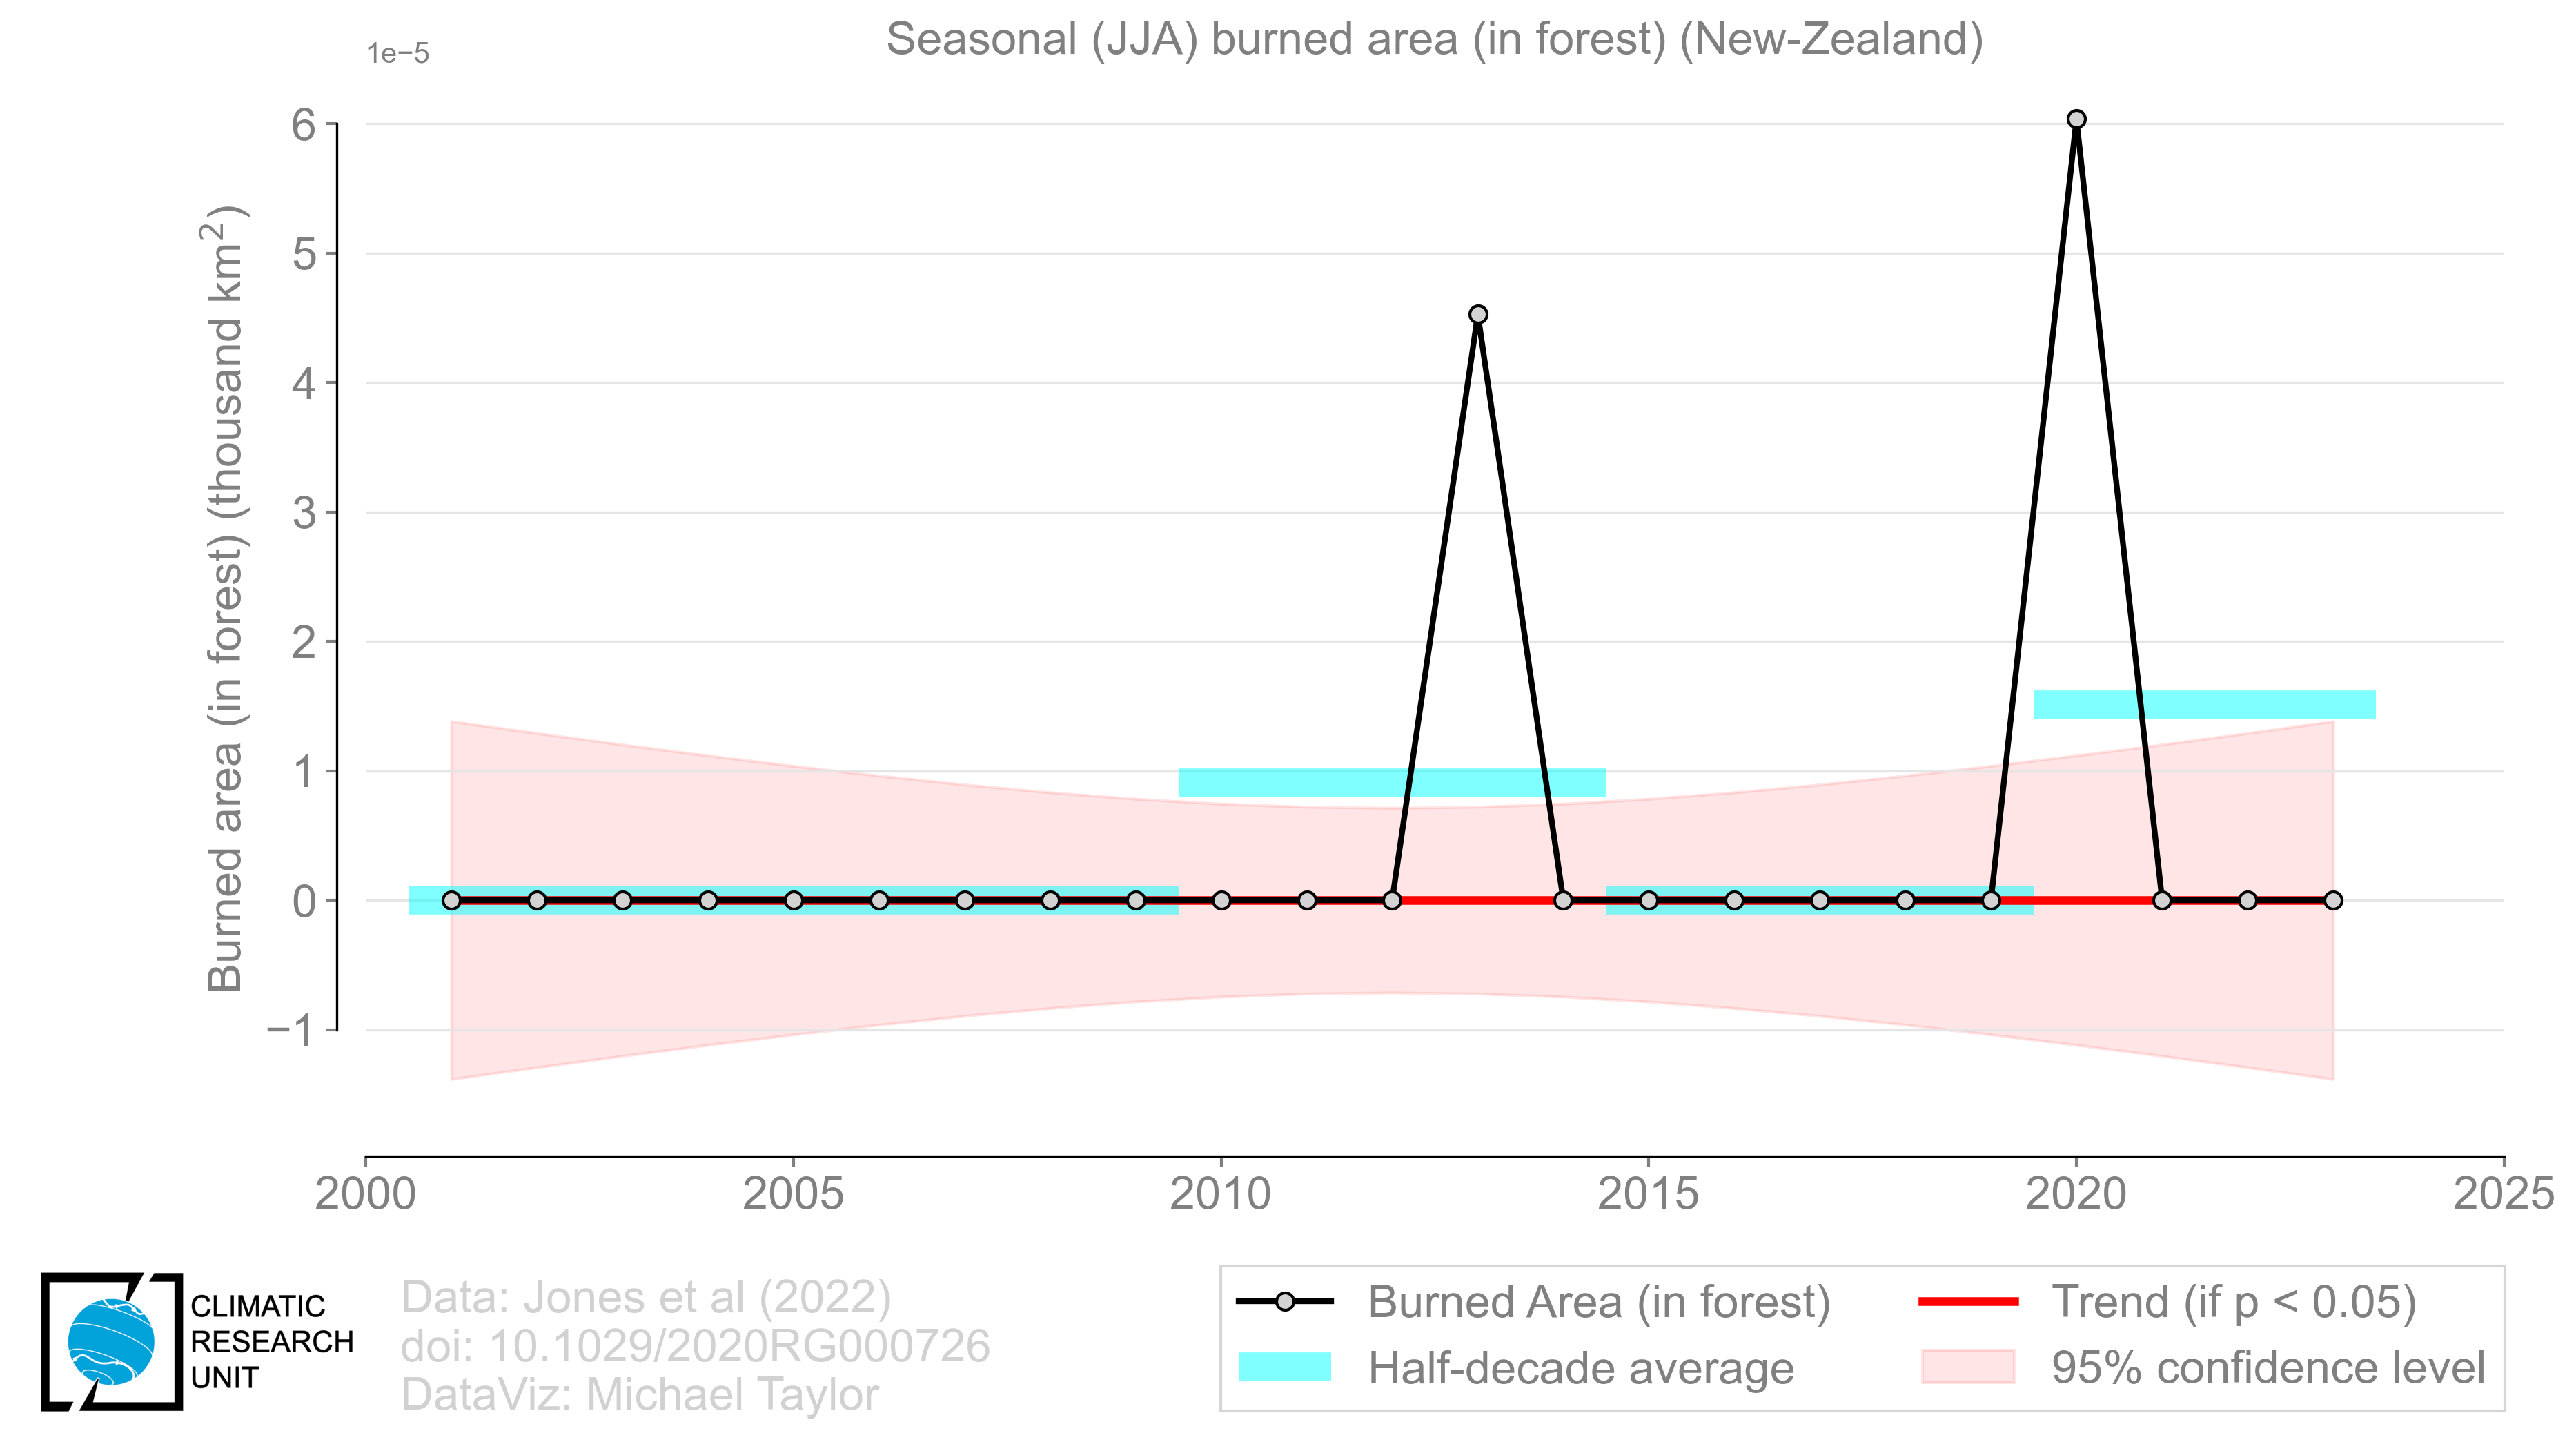 Seasonal (JJA) burned area (in forest) (New-Zealand)
1e−5
6
5
4
3
2
1
0
−1
Burned area (in forest) (thousand km²)
2000 2005 2010 2015 2020 2025
CLIMATIC
RESEARCH
UNIT
Data: Jones et al (2022)
doi: 10.1029/2020RG000726
DataViz: Michael Taylor
Burned Area (in forest)
Half-decade average
Trend (if p < 0.05)
95% confidence level